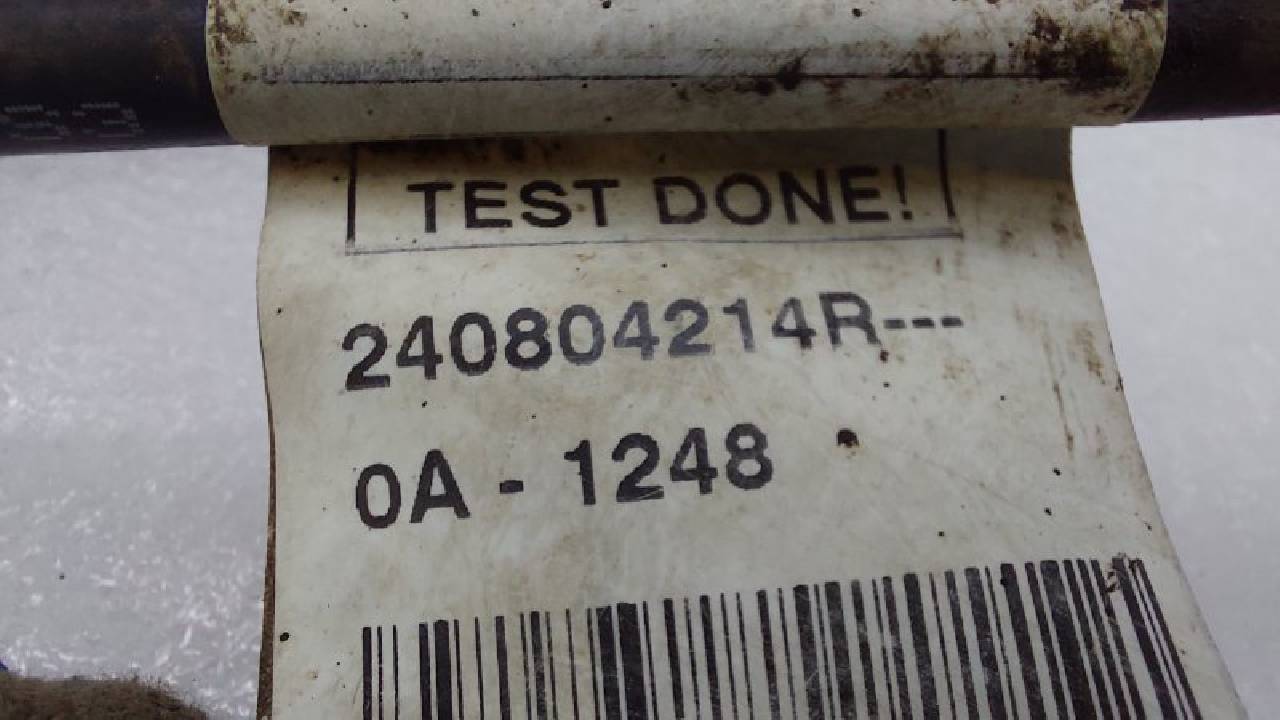 TEST DONE!
240804214R---
0A - 1248